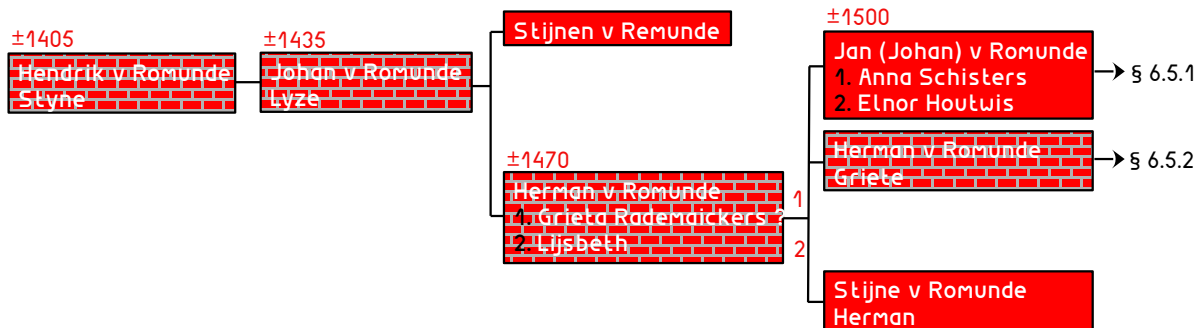 ±1405
Hendrik v Romunde
Styne
±1435
Johan v Romunde
Lyze
Stijnen v Remunde
±1470
Herman v Romunde
1. Grieta Rademaickers ?
2. Lijsbeth
1
2
±1500
Jan (Johan) v Romunde
1. Anna Schisters
2. Elnor Houtwis
§ 6.5.1
Herman v Romunde
Griete
§ 6.5.2
Stijne v Romunde
Herman